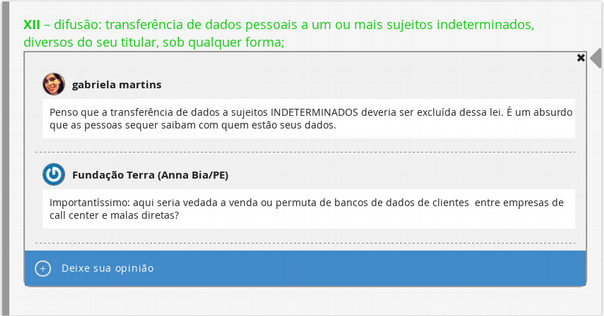 XII – difusão: transferência de dados pessoais a um ou mais sujeitos indeterminados,
diversos do seu titular, sob qualquer forma;
gabriela martins
Penso que a transferência de dados a sujeitos INDETERMINADOS deveria ser excluída dessa lei. É um absurdo
que as pessoas sequer saibam com quem estão seus dados.
Fundação Terra (Anna Bia/PE)
Importantíssimo: aqui seria vedada a venda ou permuta de bancos de dados de clientes entre empresas de
call center e malas diretas?
Deixe sua opinião